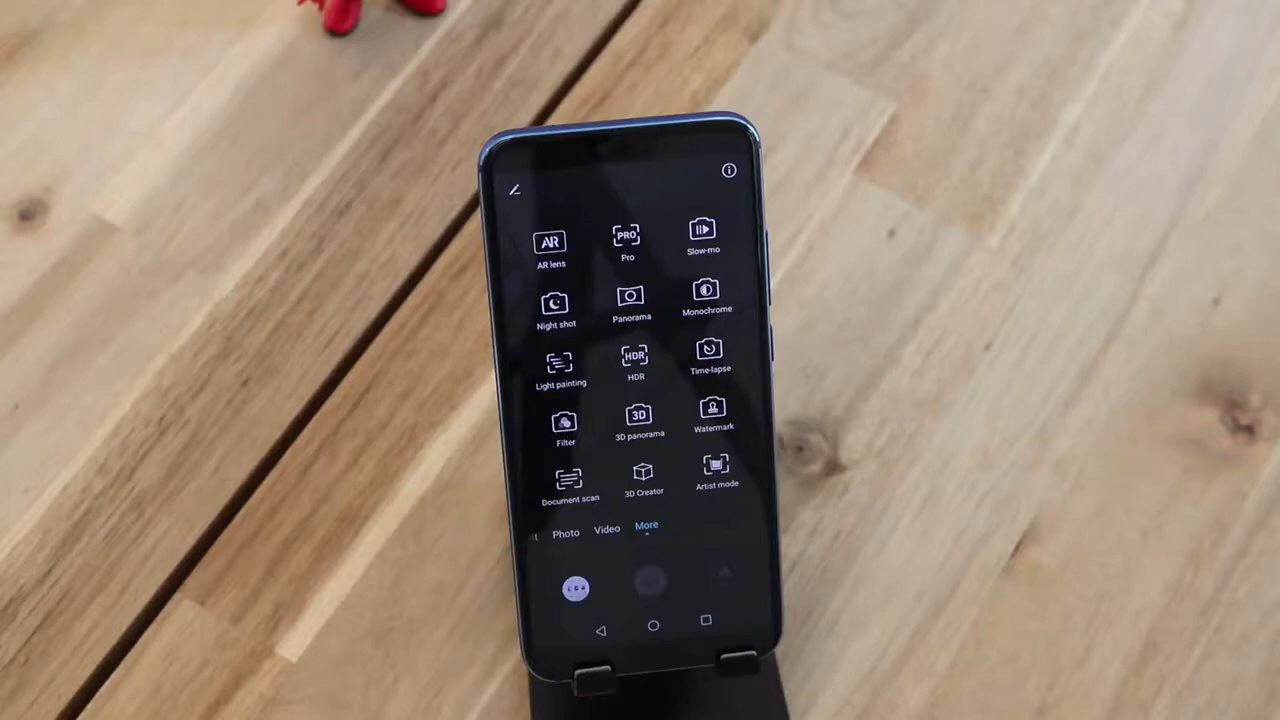 AR PRO
AR lens Pro Slow-mo
Night shot Panorama Monochrome
HDR
Light painting HDR Time-lapse
3D
Filter 3D panorama Watermark
Document scan 3D Creator Artist mode
Photo Video More